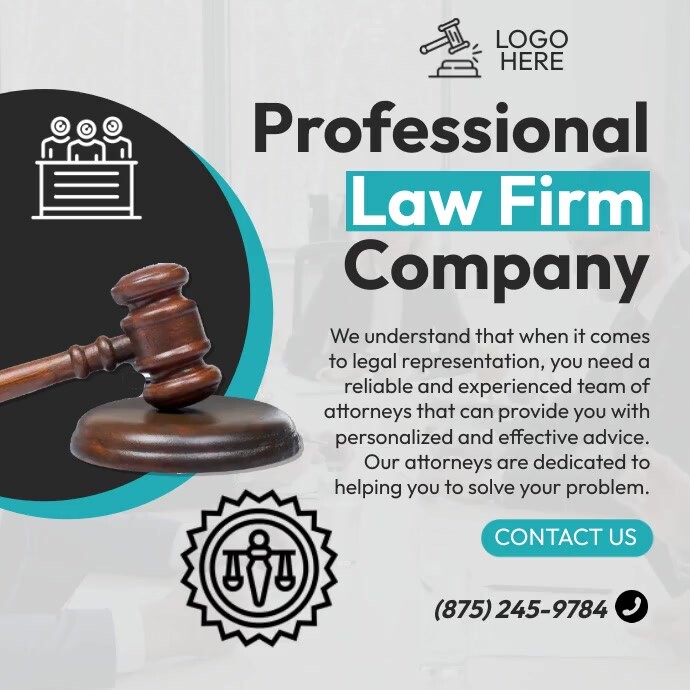 LOGO
HERE
Professional
Law Firm
Company
We understand that when it comes
to legal representation, you need a
reliable and experienced team of
attorneys that can provide you with
personalized and effective advice.
Our attorneys are dedicated to
helping you to solve your problem.
CONTACT US
(875) 245-9784